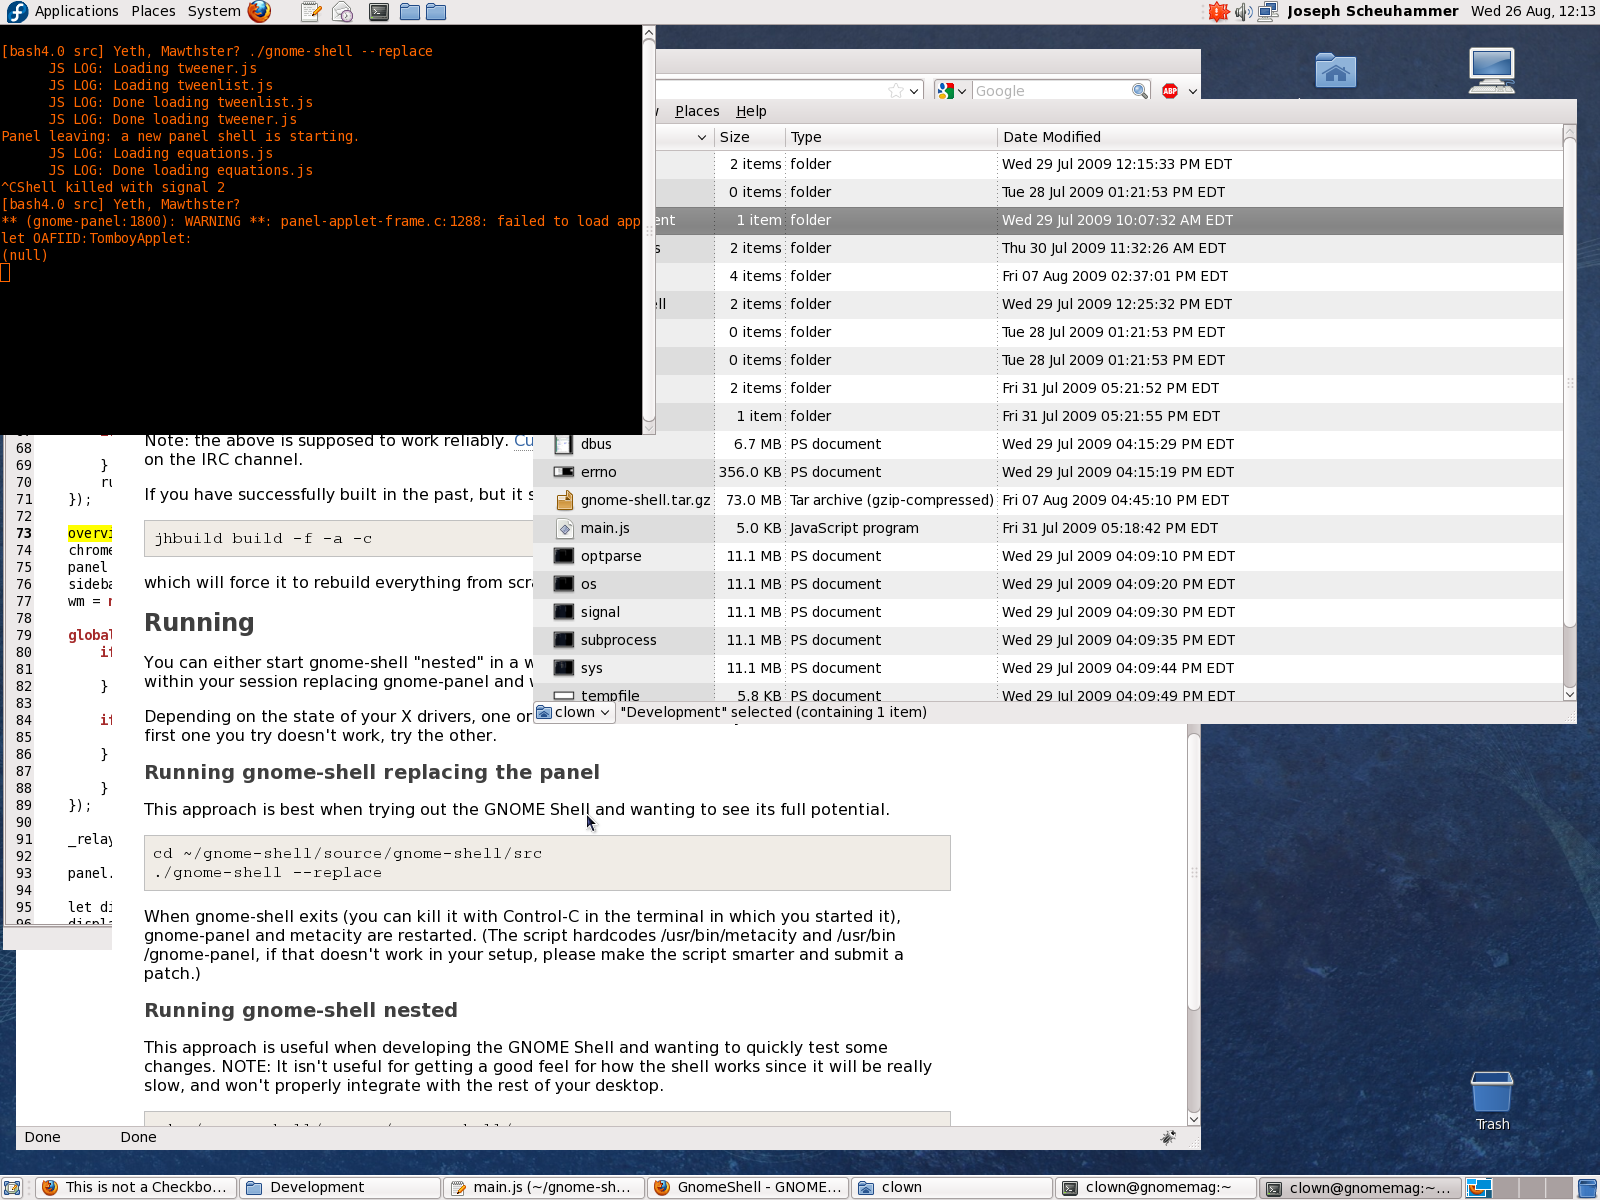 Applications Places System
Joseph Scheuhammer Wed 26 Aug, 12:13
[bash4.0 src] Yeth, Mawthster? ./gnome-shell --replace
JS LOG: Loading tweener.js
JS LOG: Loading tweenlist.js
JS LOG: Done loading tweenlist.js
JS LOG: Done loading tweener.js
Panel leaving: a new panel shell is starting.
JS LOG: Loading equations.js
JS LOG: Done loading equations.js
^CShell killed with signal 2
[bash4.0 src] Yeth, Mawthster?
** (gnome-panel:1800): WARNING **: panel-applet-frame.c:1288: failed to load app
let OAFIID:TomboyApplet:
(null)
Google
ABP
Places Help
Size Type Date Modified
2 items folder Wed 29 Jul 2009 12:15:33 PM EDT
0 items folder Tue 28 Jul 2009 01:21:53 PM EDT
ent 1 item folder Wed 29 Jul 2009 10:07:32 AM EDT
s 2 items folder Thu 30 Jul 2009 11:32:26 AM EDT
4 items folder Fri 07 Aug 2009 02:37:01 PM EDT
ell 2 items folder Wed 29 Jul 2009 12:25:32 PM EDT
0 items folder Tue 28 Jul 2009 01:21:53 PM EDT
0 items folder Tue 28 Jul 2009 01:21:53 PM EDT
2 items folder Fri 31 Jul 2009 05:21:52 PM EDT
1 item folder Fri 31 Jul 2009 05:21:55 PM EDT
dbus 6.7 MB PS document Wed 29 Jul 2009 04:15:29 PM EDT
errno 356.0 KB PS document Wed 29 Jul 2009 04:15:19 PM EDT
gnome-shell.tar.gz 73.0 MB Tar archive (gzip-compressed) Fri 07 Aug 2009 04:45:10 PM EDT
main.js 5.0 KB JavaScript program Fri 31 Jul 2009 05:18:42 PM EDT
optparse 11.1 MB PS document Wed 29 Jul 2009 04:09:10 PM EDT
os 11.1 MB PS document Wed 29 Jul 2009 04:09:20 PM EDT
signal 11.1 MB PS document Wed 29 Jul 2009 04:09:30 PM EDT
subprocess 11.1 MB PS document Wed 29 Jul 2009 04:09:35 PM EDT
sys 11.1 MB PS document Wed 29 Jul 2009 04:09:44 PM EDT
tempfile 5.8 KB PS document Wed 29 Jul 2009 04:09:49 PM EDT
clown "Development" selected (containing 1 item)
68
69 }
70 ru
71 });
72
73 overvi
74 chrome
75 panel
76 sideba
77 wm = n
78
79 global
80 if
81
82 }
83
84 if
85
86 }
87
88 }
89 });
90
91 _relay
92
93 panel.
94
95 let di
96 displa
Note: the above is supposed to work reliably. Cu
on the IRC channel.
If you have successfully built in the past, but it s
jhbuild build -f -a -c
which will force it to rebuild everything from scra
Running
You can either start gnome-shell "nested" in a w
within your session replacing gnome-panel and w
Depending on the state of your X drivers, one or
first one you try doesn't work, try the other.
Running gnome-shell replacing the panel
This approach is best when trying out the GNOME Shell and wanting to see its full potential.
cd ~/gnome-shell/source/gnome-shell/src
./gnome-shell --replace
When gnome-shell exits (you can kill it with Control-C in the terminal in which you started it),
gnome-panel and metacity are restarted. (The script hardcodes /usr/bin/metacity and /usr/bin
/gnome-panel, if that doesn't work in your setup, please make the script smarter and submit a
patch.)
Running gnome-shell nested
This approach is useful when developing the GNOME Shell and wanting to quickly test some
changes. NOTE: It isn't useful for getting a good feel for how the shell works since it will be really
slow, and won't properly integrate with the rest of your desktop.
Done Done
Trash
This is not a Checkbo... Development main.js (~/gnome-sh... GnomeShell - GNOME... clown clown@gnomemag:~ clown@gnomemag:~...